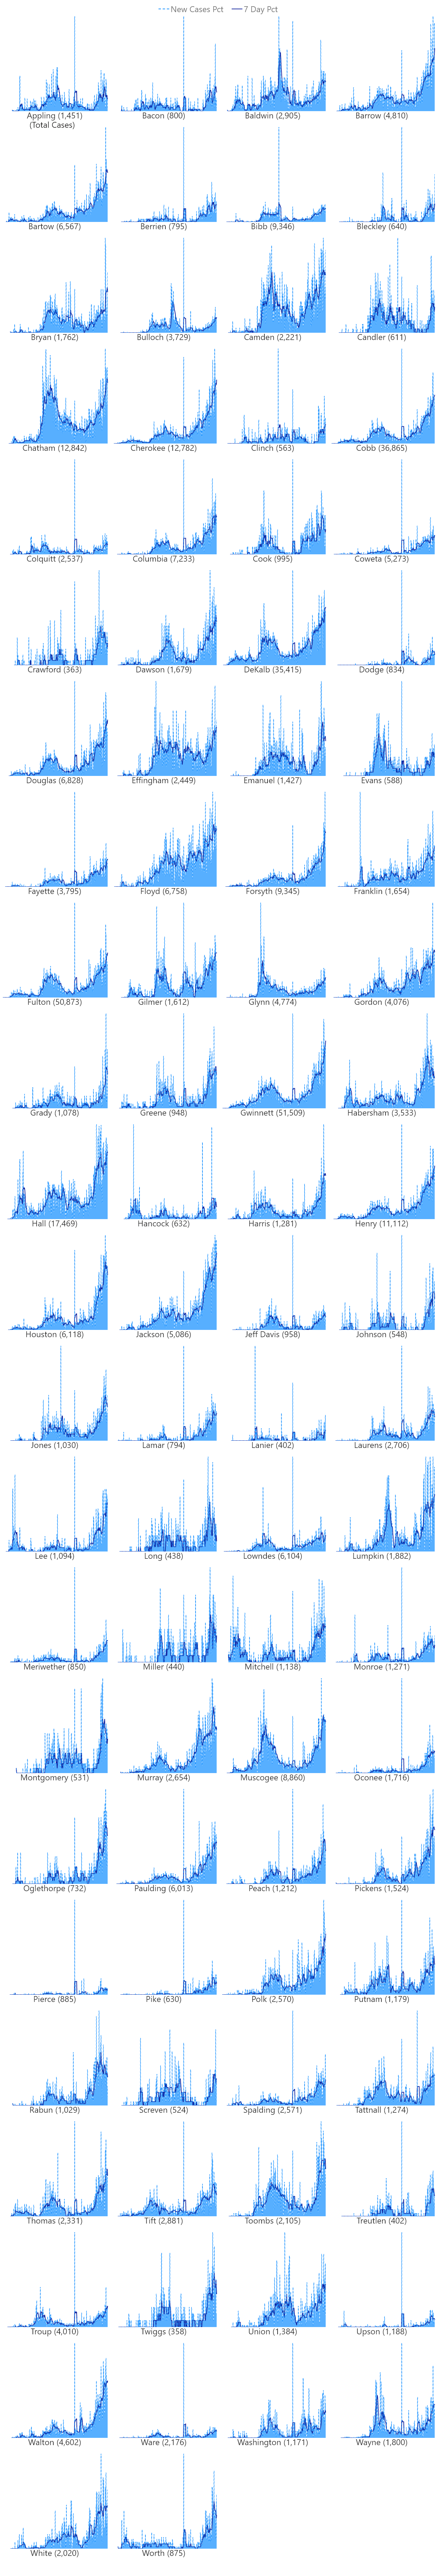 New Cases Pct 7 Day Pct
Appling (1,451) Bacon (800) Baldwin (2,905) Barrow (4,810)
(Total Cases)
Bartow (6,567) Berrien (795) Bibb (9,346) Bleckley (640)
Bryan (1,762) Bulloch (3,729) Camden (2,221) Candler (611)
Chatham (12,842) Cherokee (12,782) Clinch (563) Cobb (36,865)
Colquitt (2,537) Columbia (7,233) Cook (995) Coweta (5,273)
Crawford (363) Dawson (1,679) DeKalb (35,415) Dodge (834)
Douglas (6,828) Effingham (2,449) Emanuel (1,427) Evans (588)
Fayette (3,795) Floyd (6,758) Forsyth (9,345) Franklin (1,654)
Fulton (50,873) Gilmer (1,612) Glynn (4,774) Gordon (4,076)
Grady (1,078) Greene (948) Gwinnett (51,509) Habersham (3,533)
Hall (17,469) Hancock (632) Harris (1,281) Henry (11,112)
Houston (6,118) Jackson (5,086) Jeff Davis (958) Johnson (548)
Jones (1,030) Lamar (794) Lanier (402) Laurens (2,706)
Lee (1,094) Long (438) Lowndes (6,104) Lumpkin (1,882)
Meriwether (850) Miller (440) Mitchell (1,138) Monroe (1,271)
Montgomery (531) Murray (2,654) Muscogee (8,860) Oconee (1,716)
Oglethorpe (732) Paulding (6,013) Peach (1,212) Pickens (1,524)
Pierce (885) Pike (630) Polk (2,570) Putnam (1,179)
Rabun (1,029) Screven (524) Spalding (2,571) Tattnall (1,274)
Thomas (2,331) Tift (2,881) Toombs (2,105) Treutlen (402)
Troup (4,010) Twiggs (358) Union (1,384) Upson (1,188)
Walton (4,602) Ware (2,176) Washington (1,171) Wayne (1,800)
White (2,020) Worth (875)